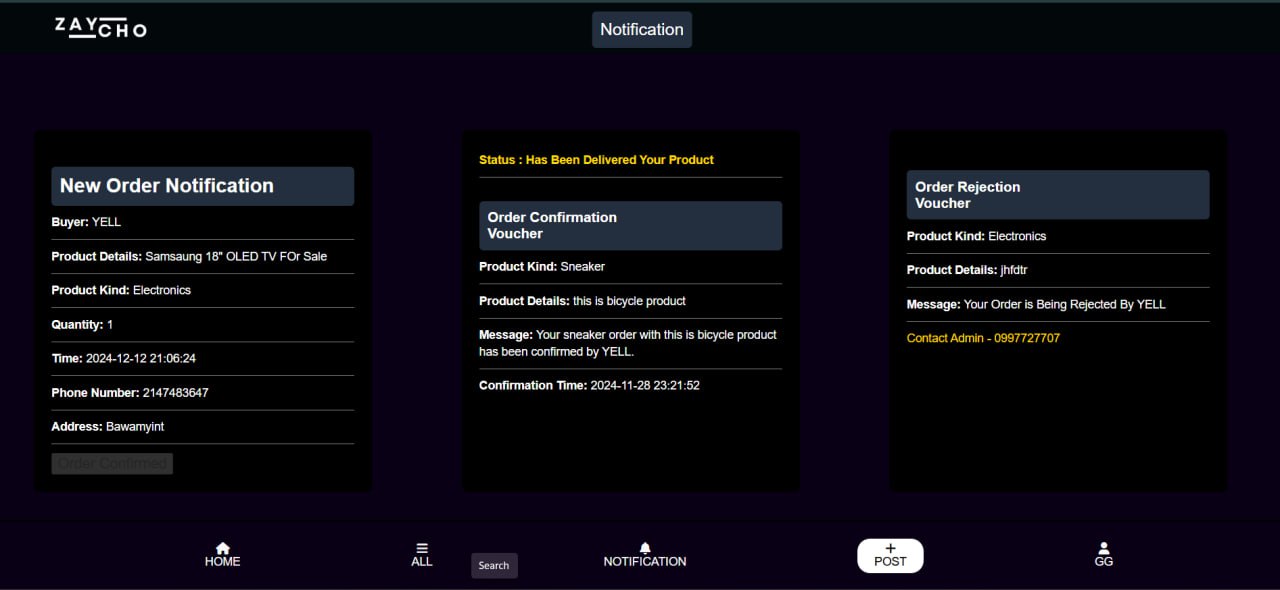 ZAYCHO
Notification
New Order Notification
Buyer: YELL
Product Details: Samsaung 18" OLED TV FOr Sale
Product Kind: Electronics
Quantity: 1
Time: 2024-12-12 21:06:24
Phone Number: 2147483647
Address: Bawamyint
Order Confirmed
Status : Has Been Delivered Your Product
Order Confirmation
Voucher
Product Kind: Sneaker
Product Details: this is bicycle product
Message: Your sneaker order with this is bicycle product
has been confirmed by YELL.
Confirmation Time: 2024-11-28 23:21:52
Order Rejection
Voucher
Product Kind: Electronics
Product Details: jhfdtr
Message: Your Order is Being Rejected By YELL
Contact Admin - 0997727707
HOME
ALL
Search
NOTIFICATION
POST
GG